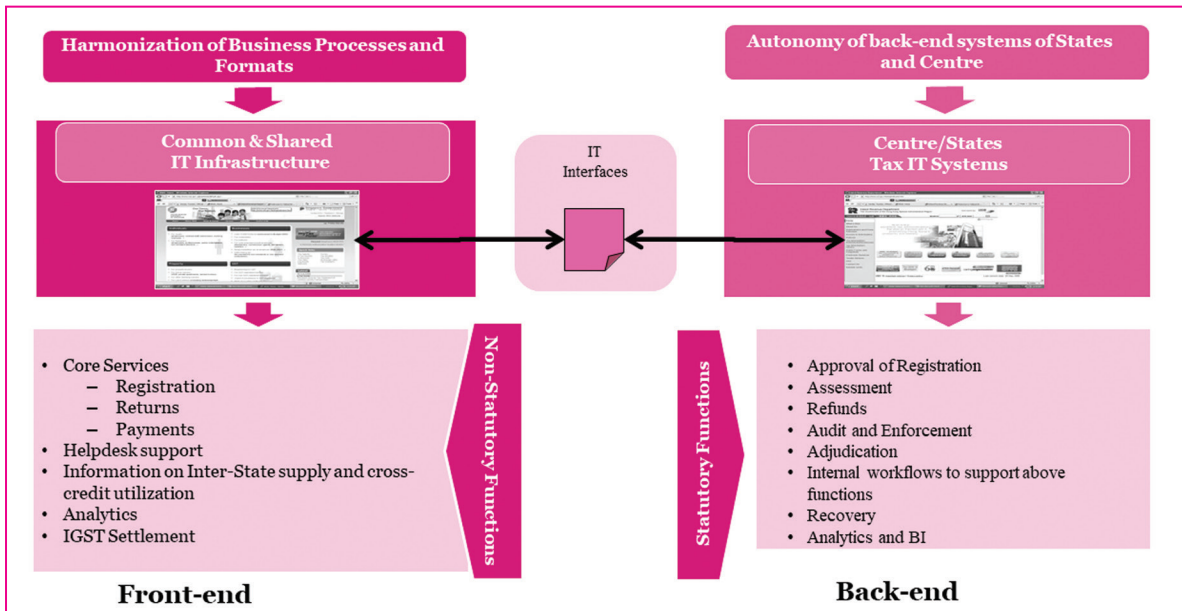 Harmonization of Business Processes and
Formats
Autonomy of back-end systems of States
and Centre
Common & Shared
IT Infrastructure
IT
Interfaces
Centre/States
Tax IT Systems
• Core Services
– Registration
– Returns
– Payments
• Helpdesk support
• Information on Inter-State supply and cross-
credit utilization
• Analytics
• IGST Settlement
Non-Statutory Functions
Statutory Functions
• Approval of Registration
• Assessment
• Refunds
• Audit and Enforcement
• Adjudication
• Internal workflows to support above
functions
• Recovery
• Analytics and BI
Front-end
Back-end